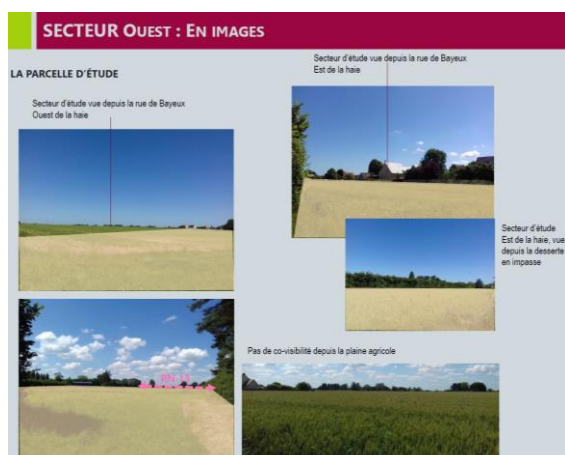 SECTEUR OUEST : EN IMAGES
LA PARCELLE D'ÉTUDE
Secteur d'étude vue depuis la rue de Bayeux
Ouest de la haie
Secteur d'étude vue depuis la rue de Bayeux
Est de la haie
Secteur d'étude
Est de la haie, vue
depuis la desserte
en impasse
Pas de co-visibilité depuis la plaine agricole